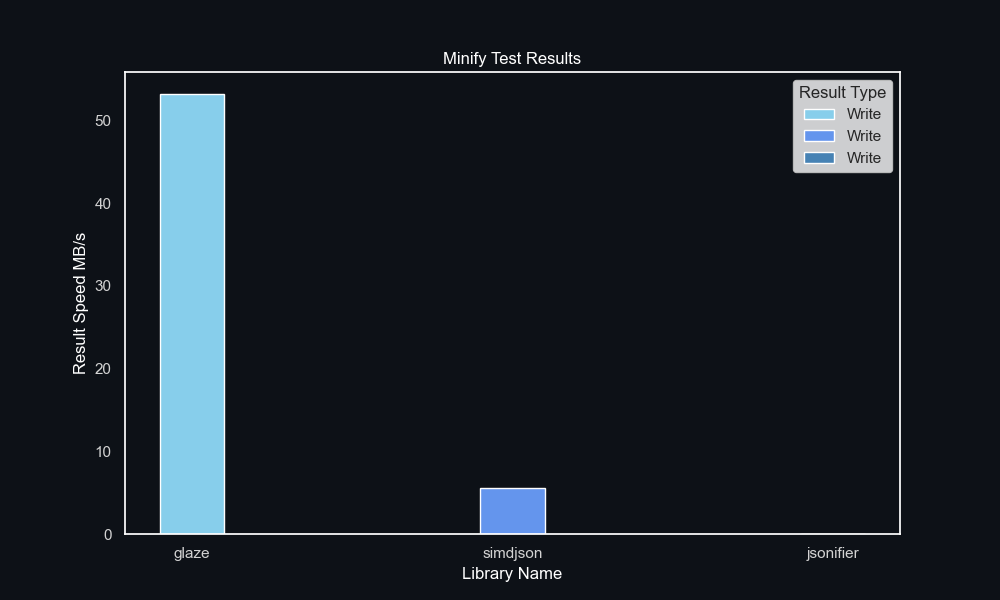 Minify Test Results
Result Type
Write
Write
Write
Result Speed MB/s
50
40
30
20
10
0
glaze
simdjson
jsonifier
Library Name